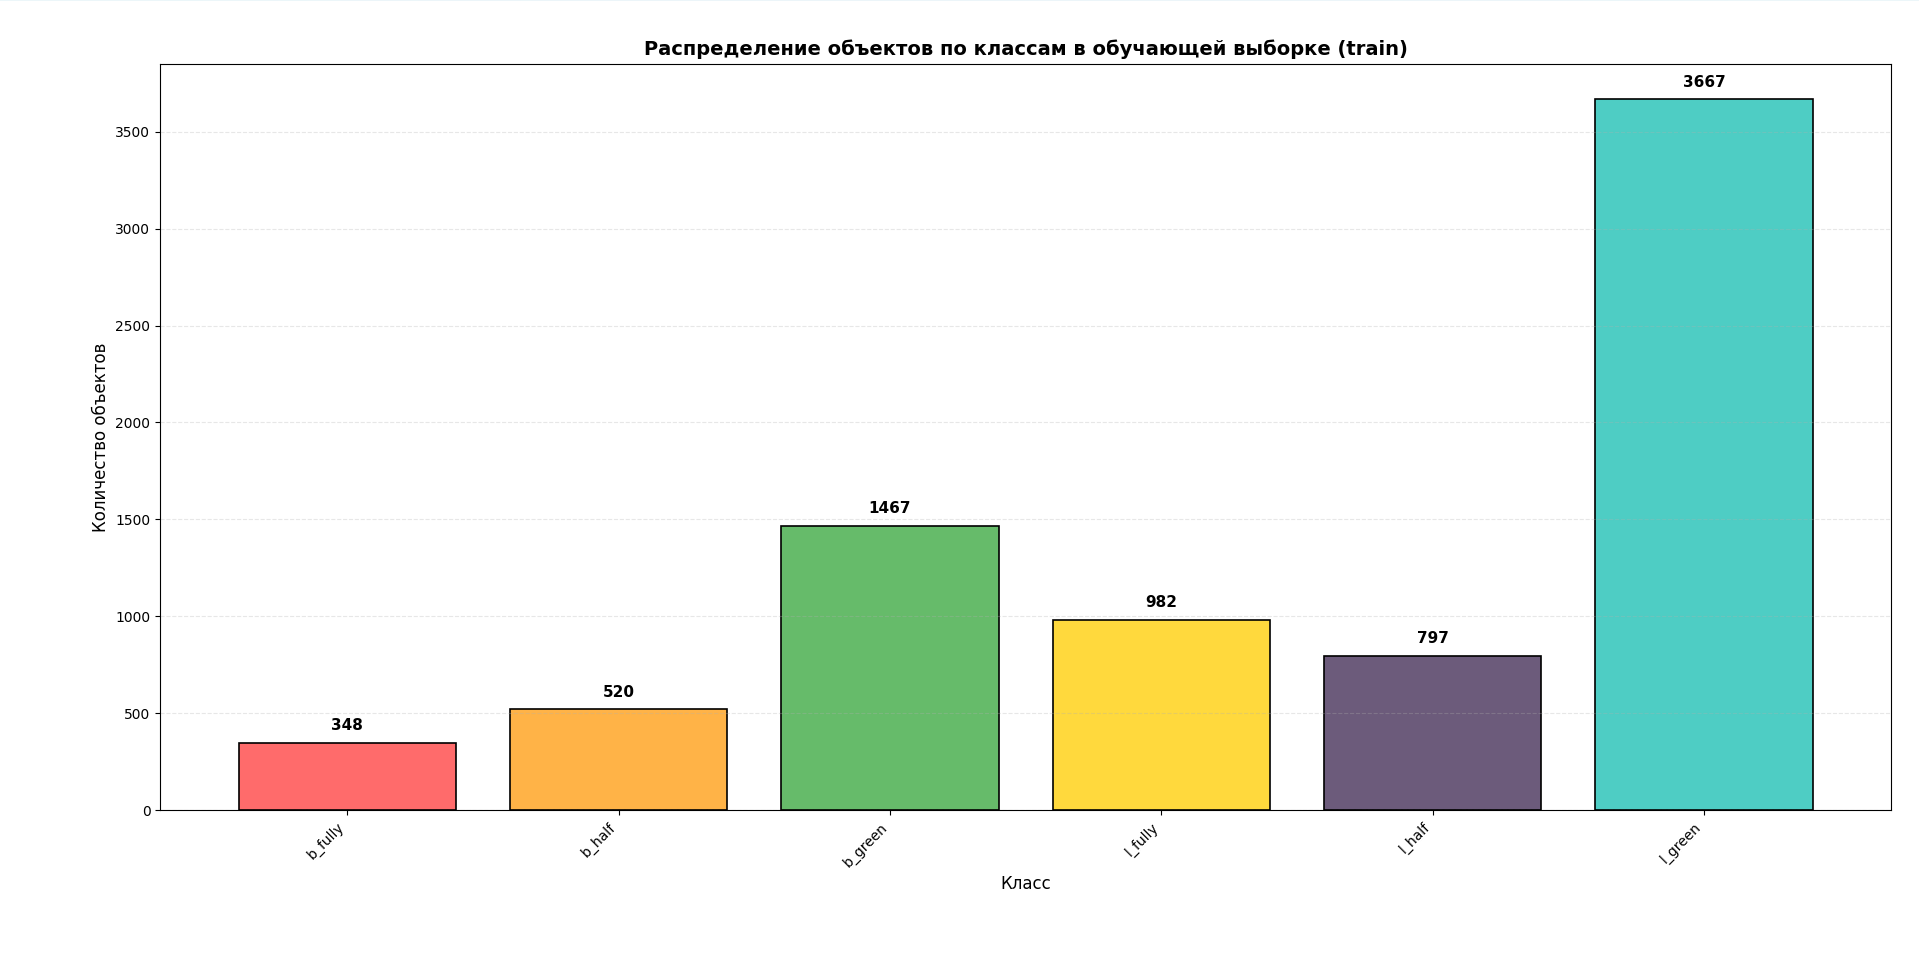 Распределение объектов по классам в обучающей выборке (train)
Количество объектов
3500
3000
2500
2000
1500
1000
500
0
348
520
1467
982
797
3667
b_fully
b_half
b_green
l_fully
l_half
l_green
Класс